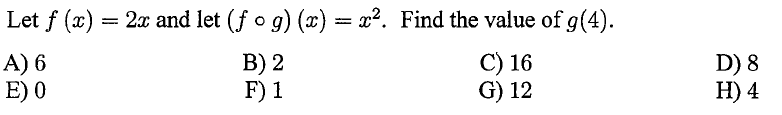 Let f (x) = 2x and let (f ∘ g) (x) = x². Find the value of g(4).
A) 6 B) 2 C) 16 D) 8
E) 0 F) 1 G) 12 H) 4